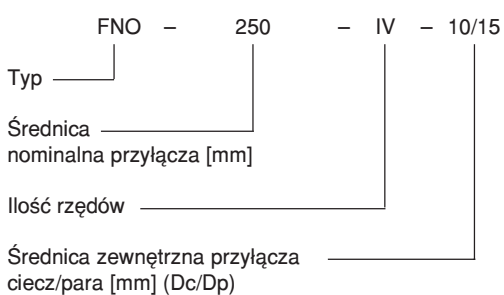 FNO – 250 – IV – 10/15
Typ
Średnica
nominalna przyłącza [mm]
Ilość rzędów
Średnica zewnętrzna przyłącza
ciecz/para [mm] (Dc/Dp)